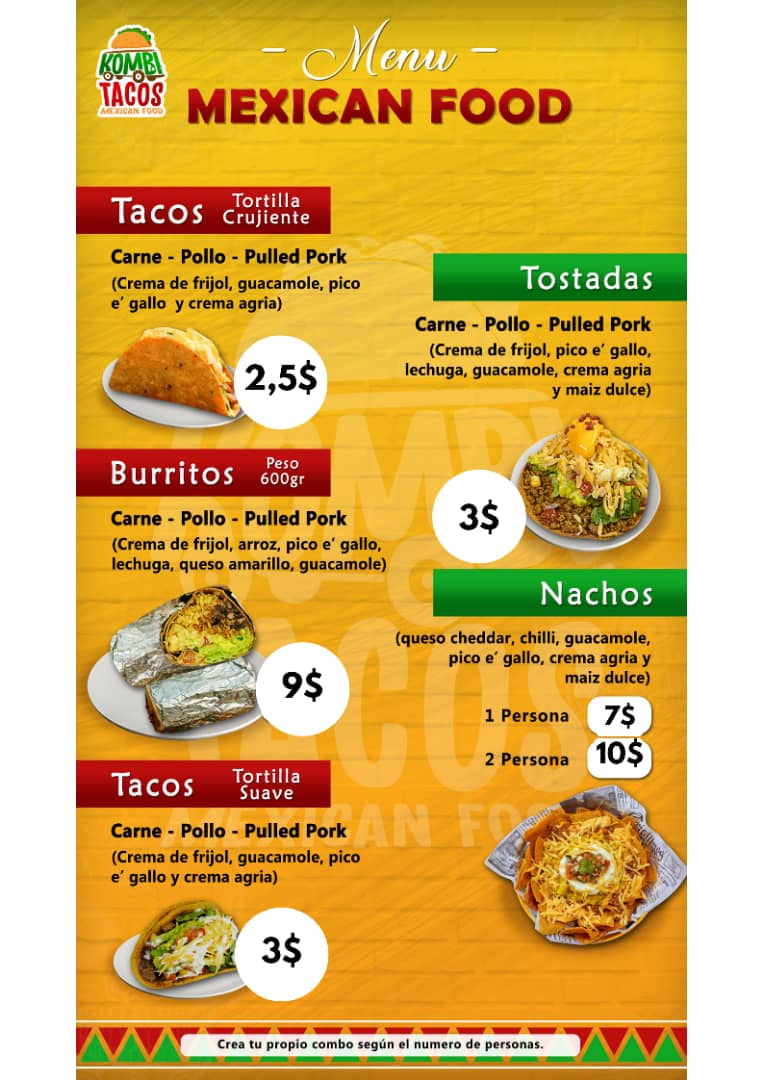 KOMBI
TACOS
MEXICAN FOOD
- Menu -
MEXICAN FOOD
Tacos Tortilla
Crujiente
Carne - Pollo - Pulled Pork
(Crema de frijol, guacamole, pico
e’ gallo y crema agria)
2,5$
Burritos Peso
600gr
Carne - Pollo - Pulled Pork
(Crema de frijol, arroz, pico e’ gallo,
lechuga, queso amarillo, guacamole)
9$
Tacos Tortilla
Suave
Carne - Pollo - Pulled Pork
(Crema de frijol, guacamole, pico
e’ gallo y crema agria)
3$
Tostadas
Carne - Pollo - Pulled Pork
(Crema de frijol, pico e’ gallo,
lechuga, guacamole, crema agria
y maiz dulce)
3$
Nachos
(queso cheddar, chilli, guacamole,
pico e’ gallo, crema agria y
maiz dulce)
1 Persona 7$
2 Persona 10$
Crea tu propio combo según el numero de personas.